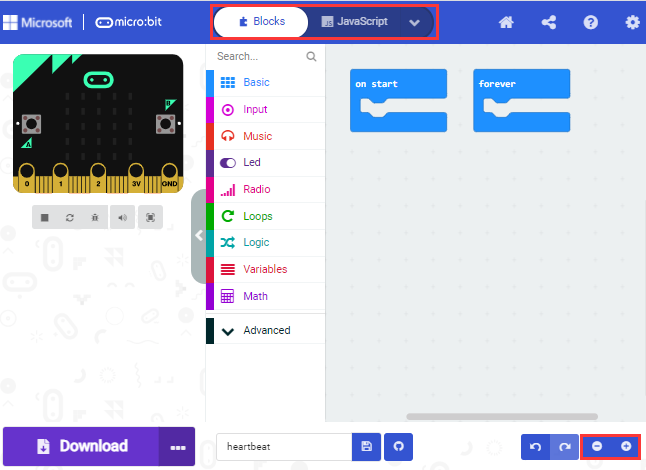 Microsoft | micro:bit Blocks JS JavaScript
Search...
Basic
Input
Music
Led
Radio
Loops
Logic
Variables
Math
Advanced
on start
forever
B
A
0 1 2 3V GND
Download
heartbeat